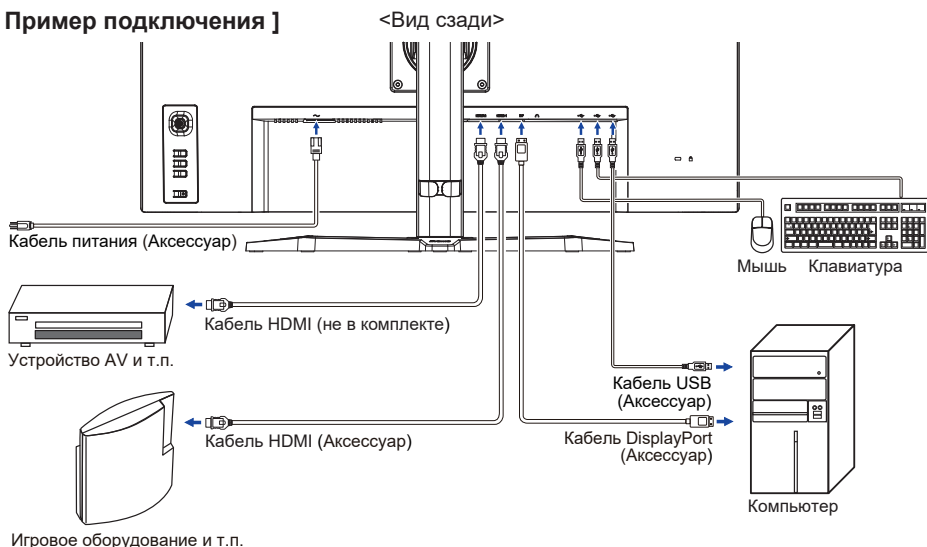 Пример подключения ]
<Вид сзади>
Кабель питания (Аксессуар)
Мышь
Клавиатура
Кабель HDMI (не в комплекте)
Устройство AV и т.п.
Кабель USB
(Аксессуар)
Кабель HDMI (Аксессуар)
Кабель DisplayPort
(Аксессуар)
Компьютер
Игровое оборудование и т.п.